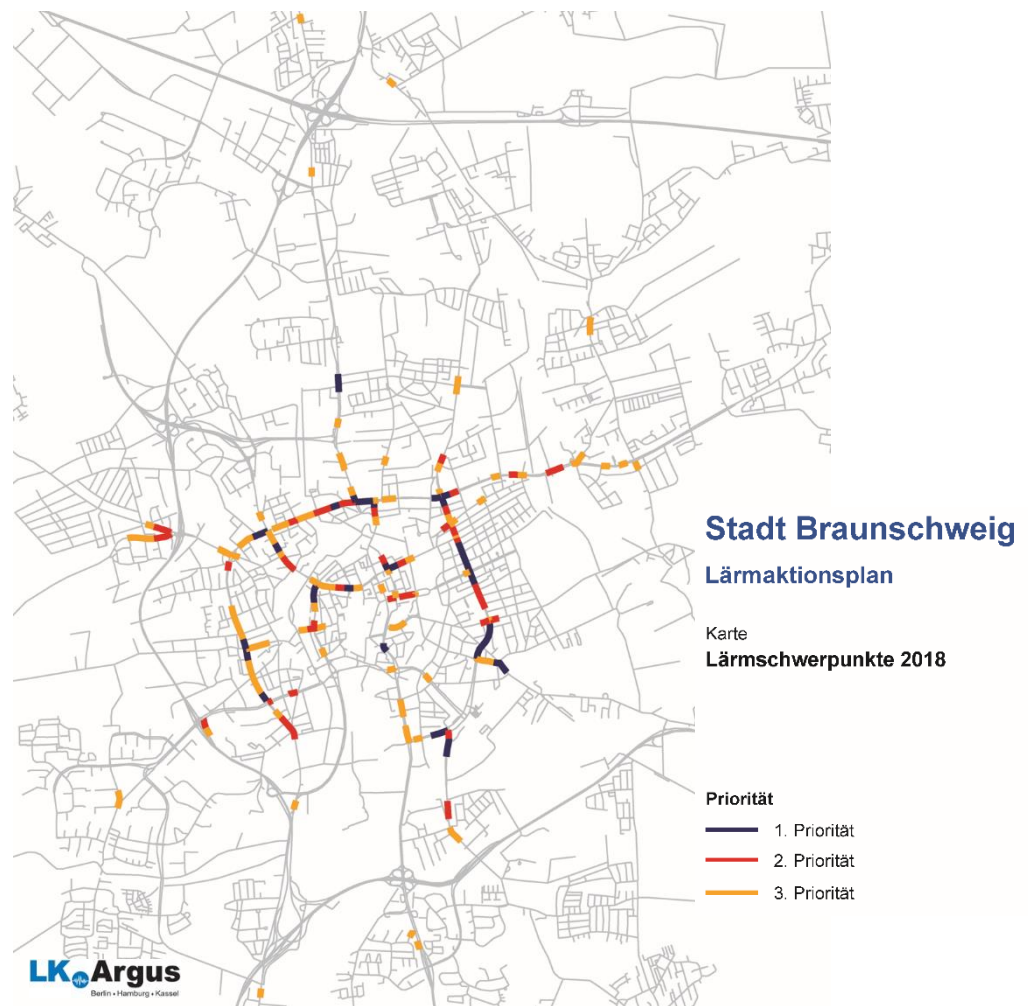 Stadt Braunschweig
Lärmaktionsplan
Karte
Lärmschwerpunkte 2018
Priorität
1. Priorität
2. Priorität
3. Priorität
LK Argus
Berlin • Hamburg • Kassel